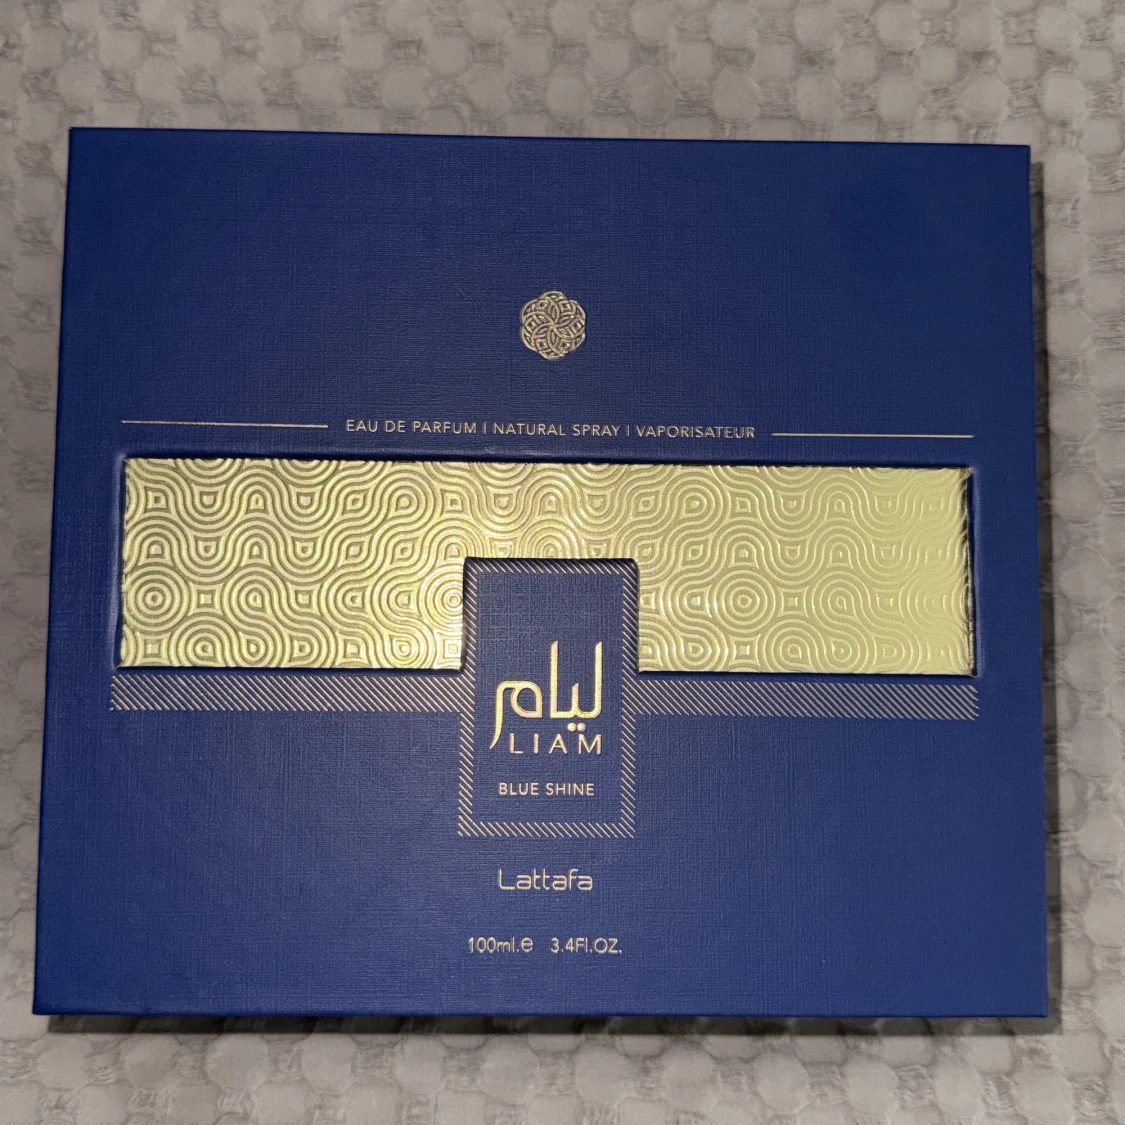 EAU DE PARFUM | NATURAL SPRAY | VAPORISATEUR
ليام
LIAM
BLUE SHINE
Lattafa
100ml.e 3.4Fl.OZ.